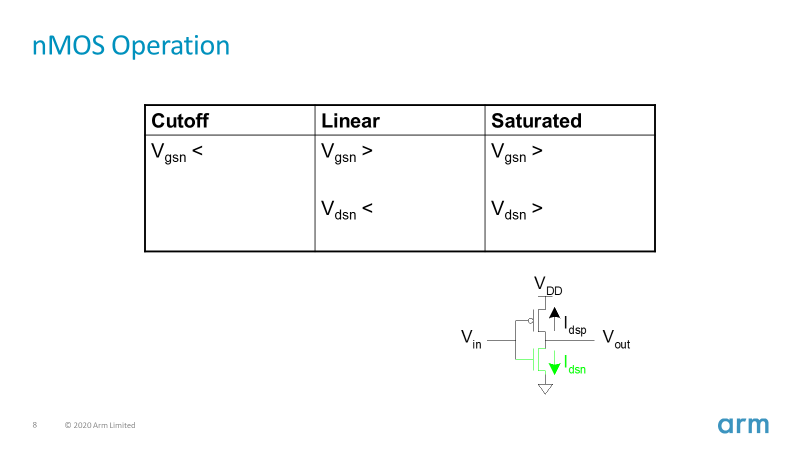 nMOS Operation
Cutoff Linear Saturated
Vgsn < Vgsn > Vgsn >
Vdsn < Vdsn >
VDD
Idsp
Vin Vout
Idsn
8 © 2020 Arm Limited
arm